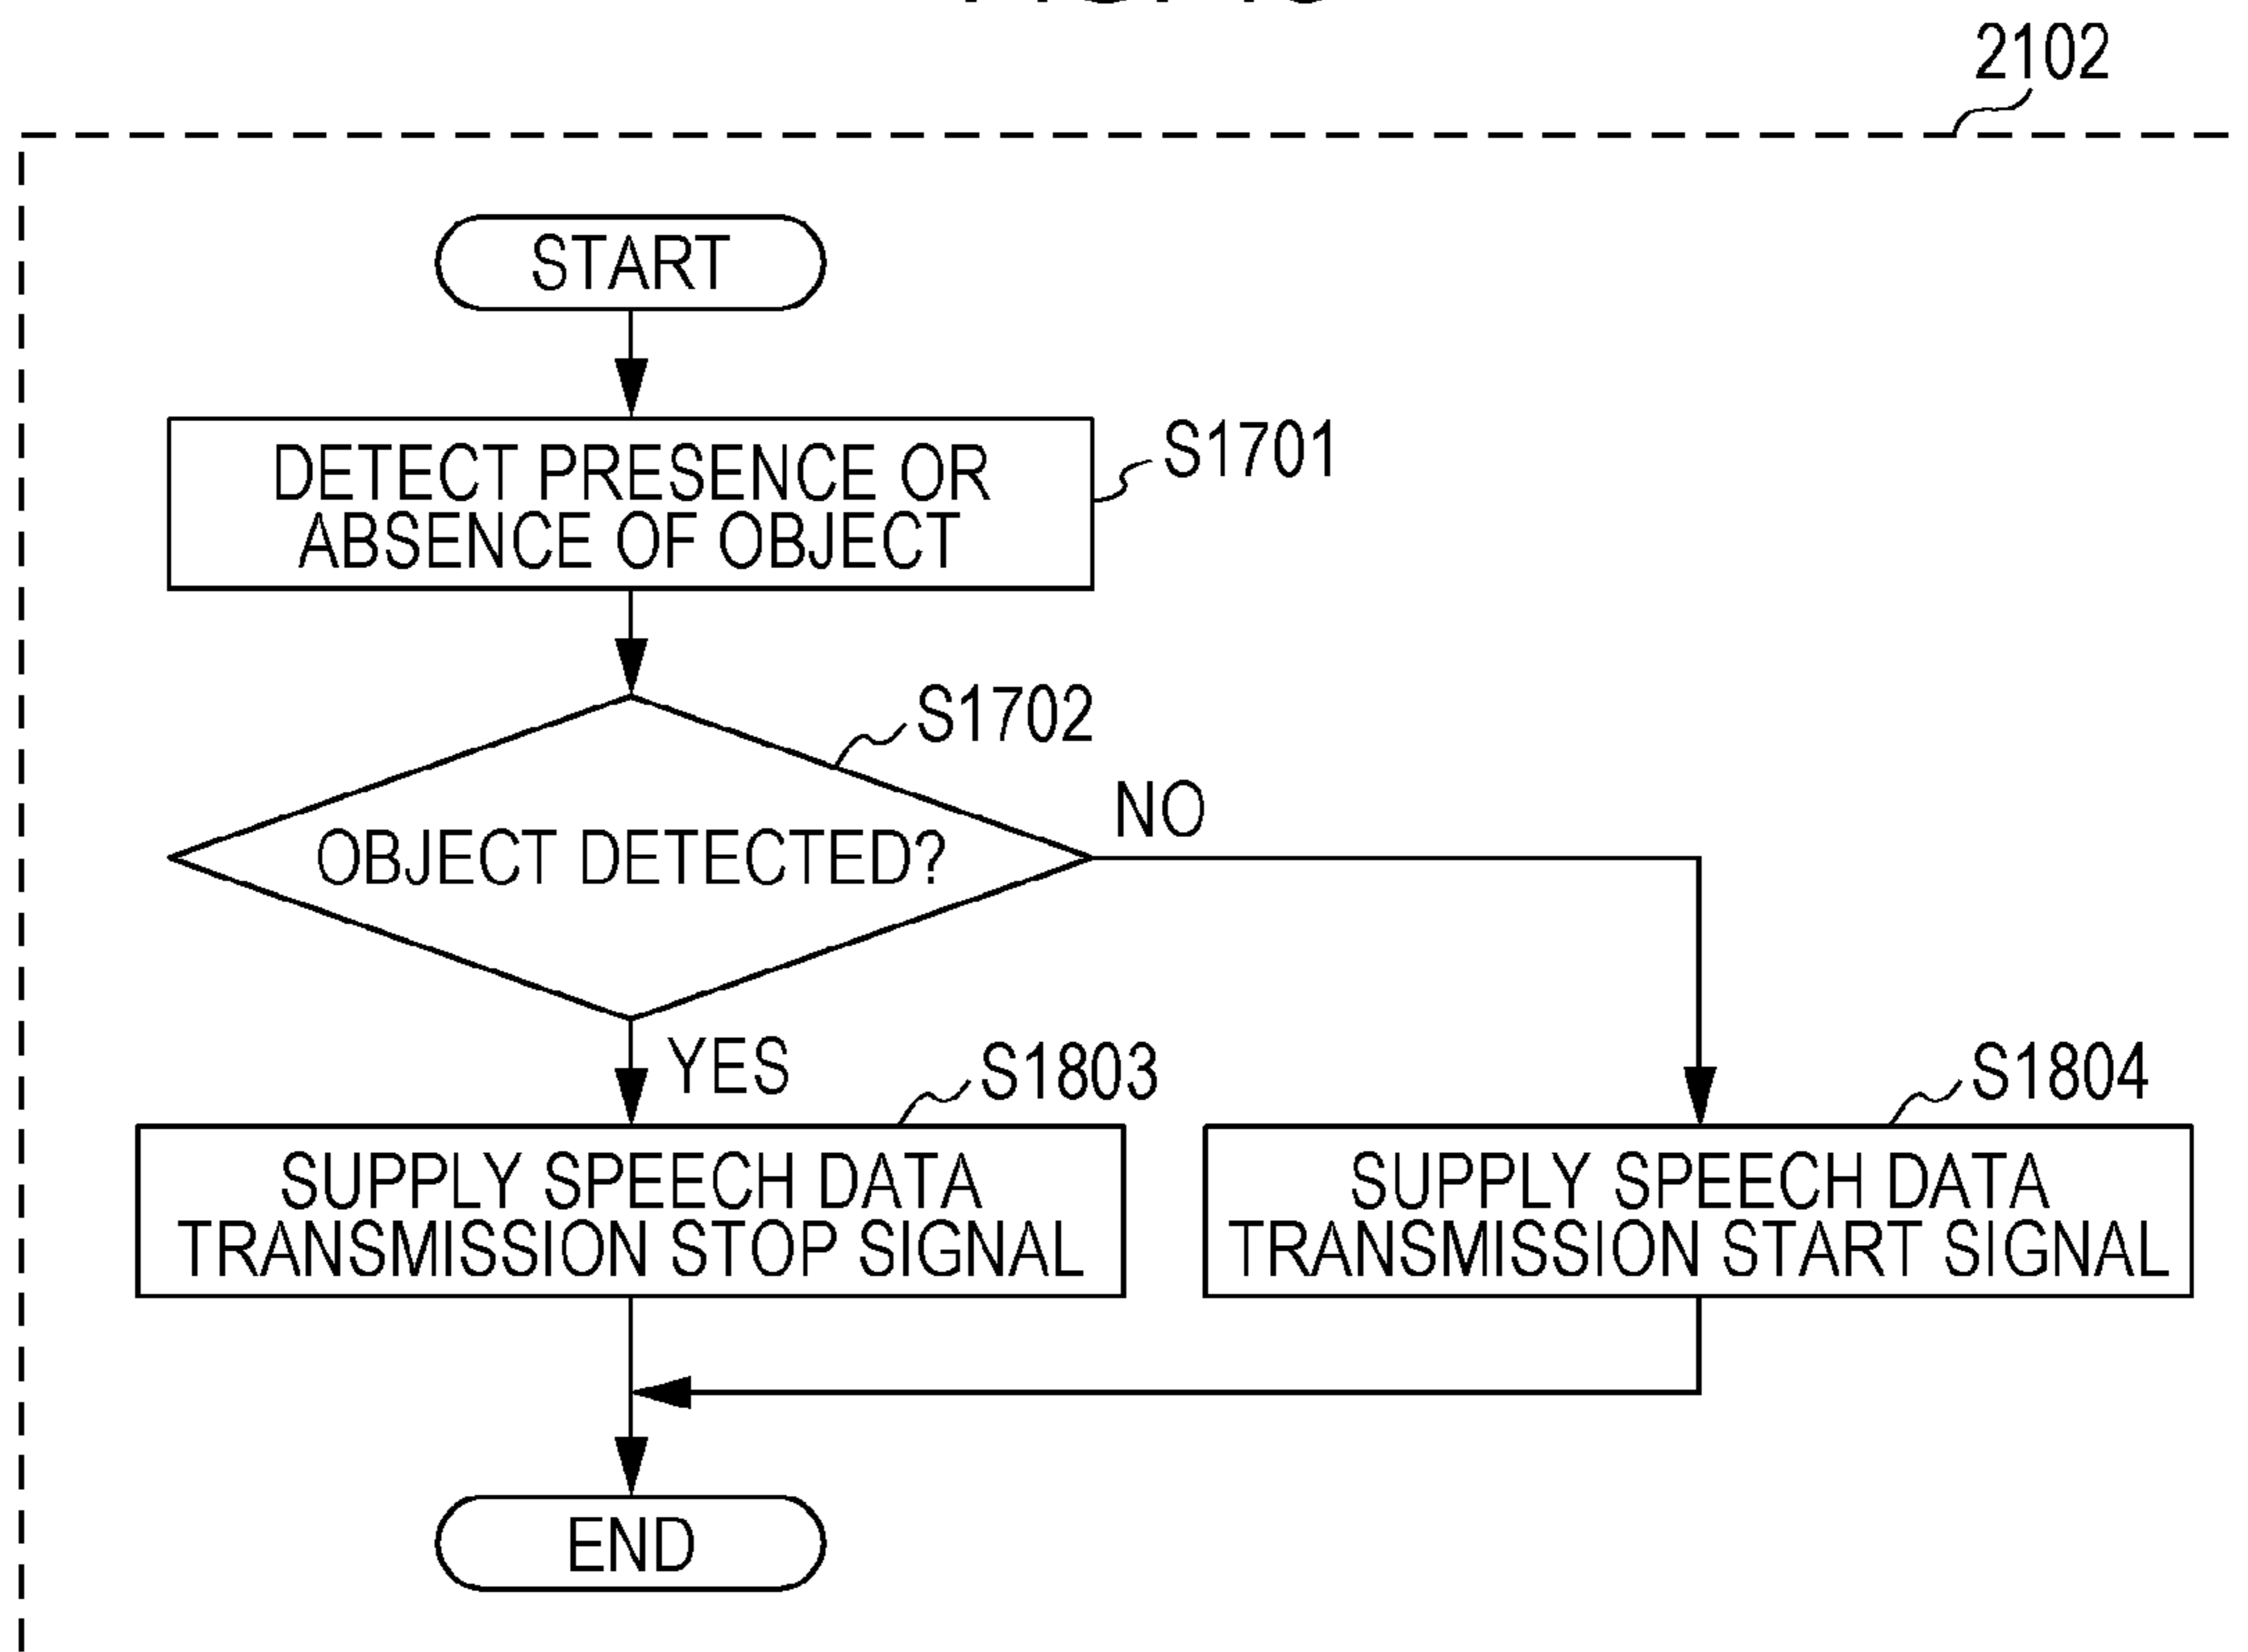 2102
START
DETECT PRESENCE OR
ABSENCE OF OBJECT
S1701
S1702
OBJECT DETECTED?
NO
YES
S1803
SUPPLY SPEECH DATA
TRANSMISSION STOP SIGNAL
S1804
SUPPLY SPEECH DATA
TRANSMISSION START SIGNAL
END